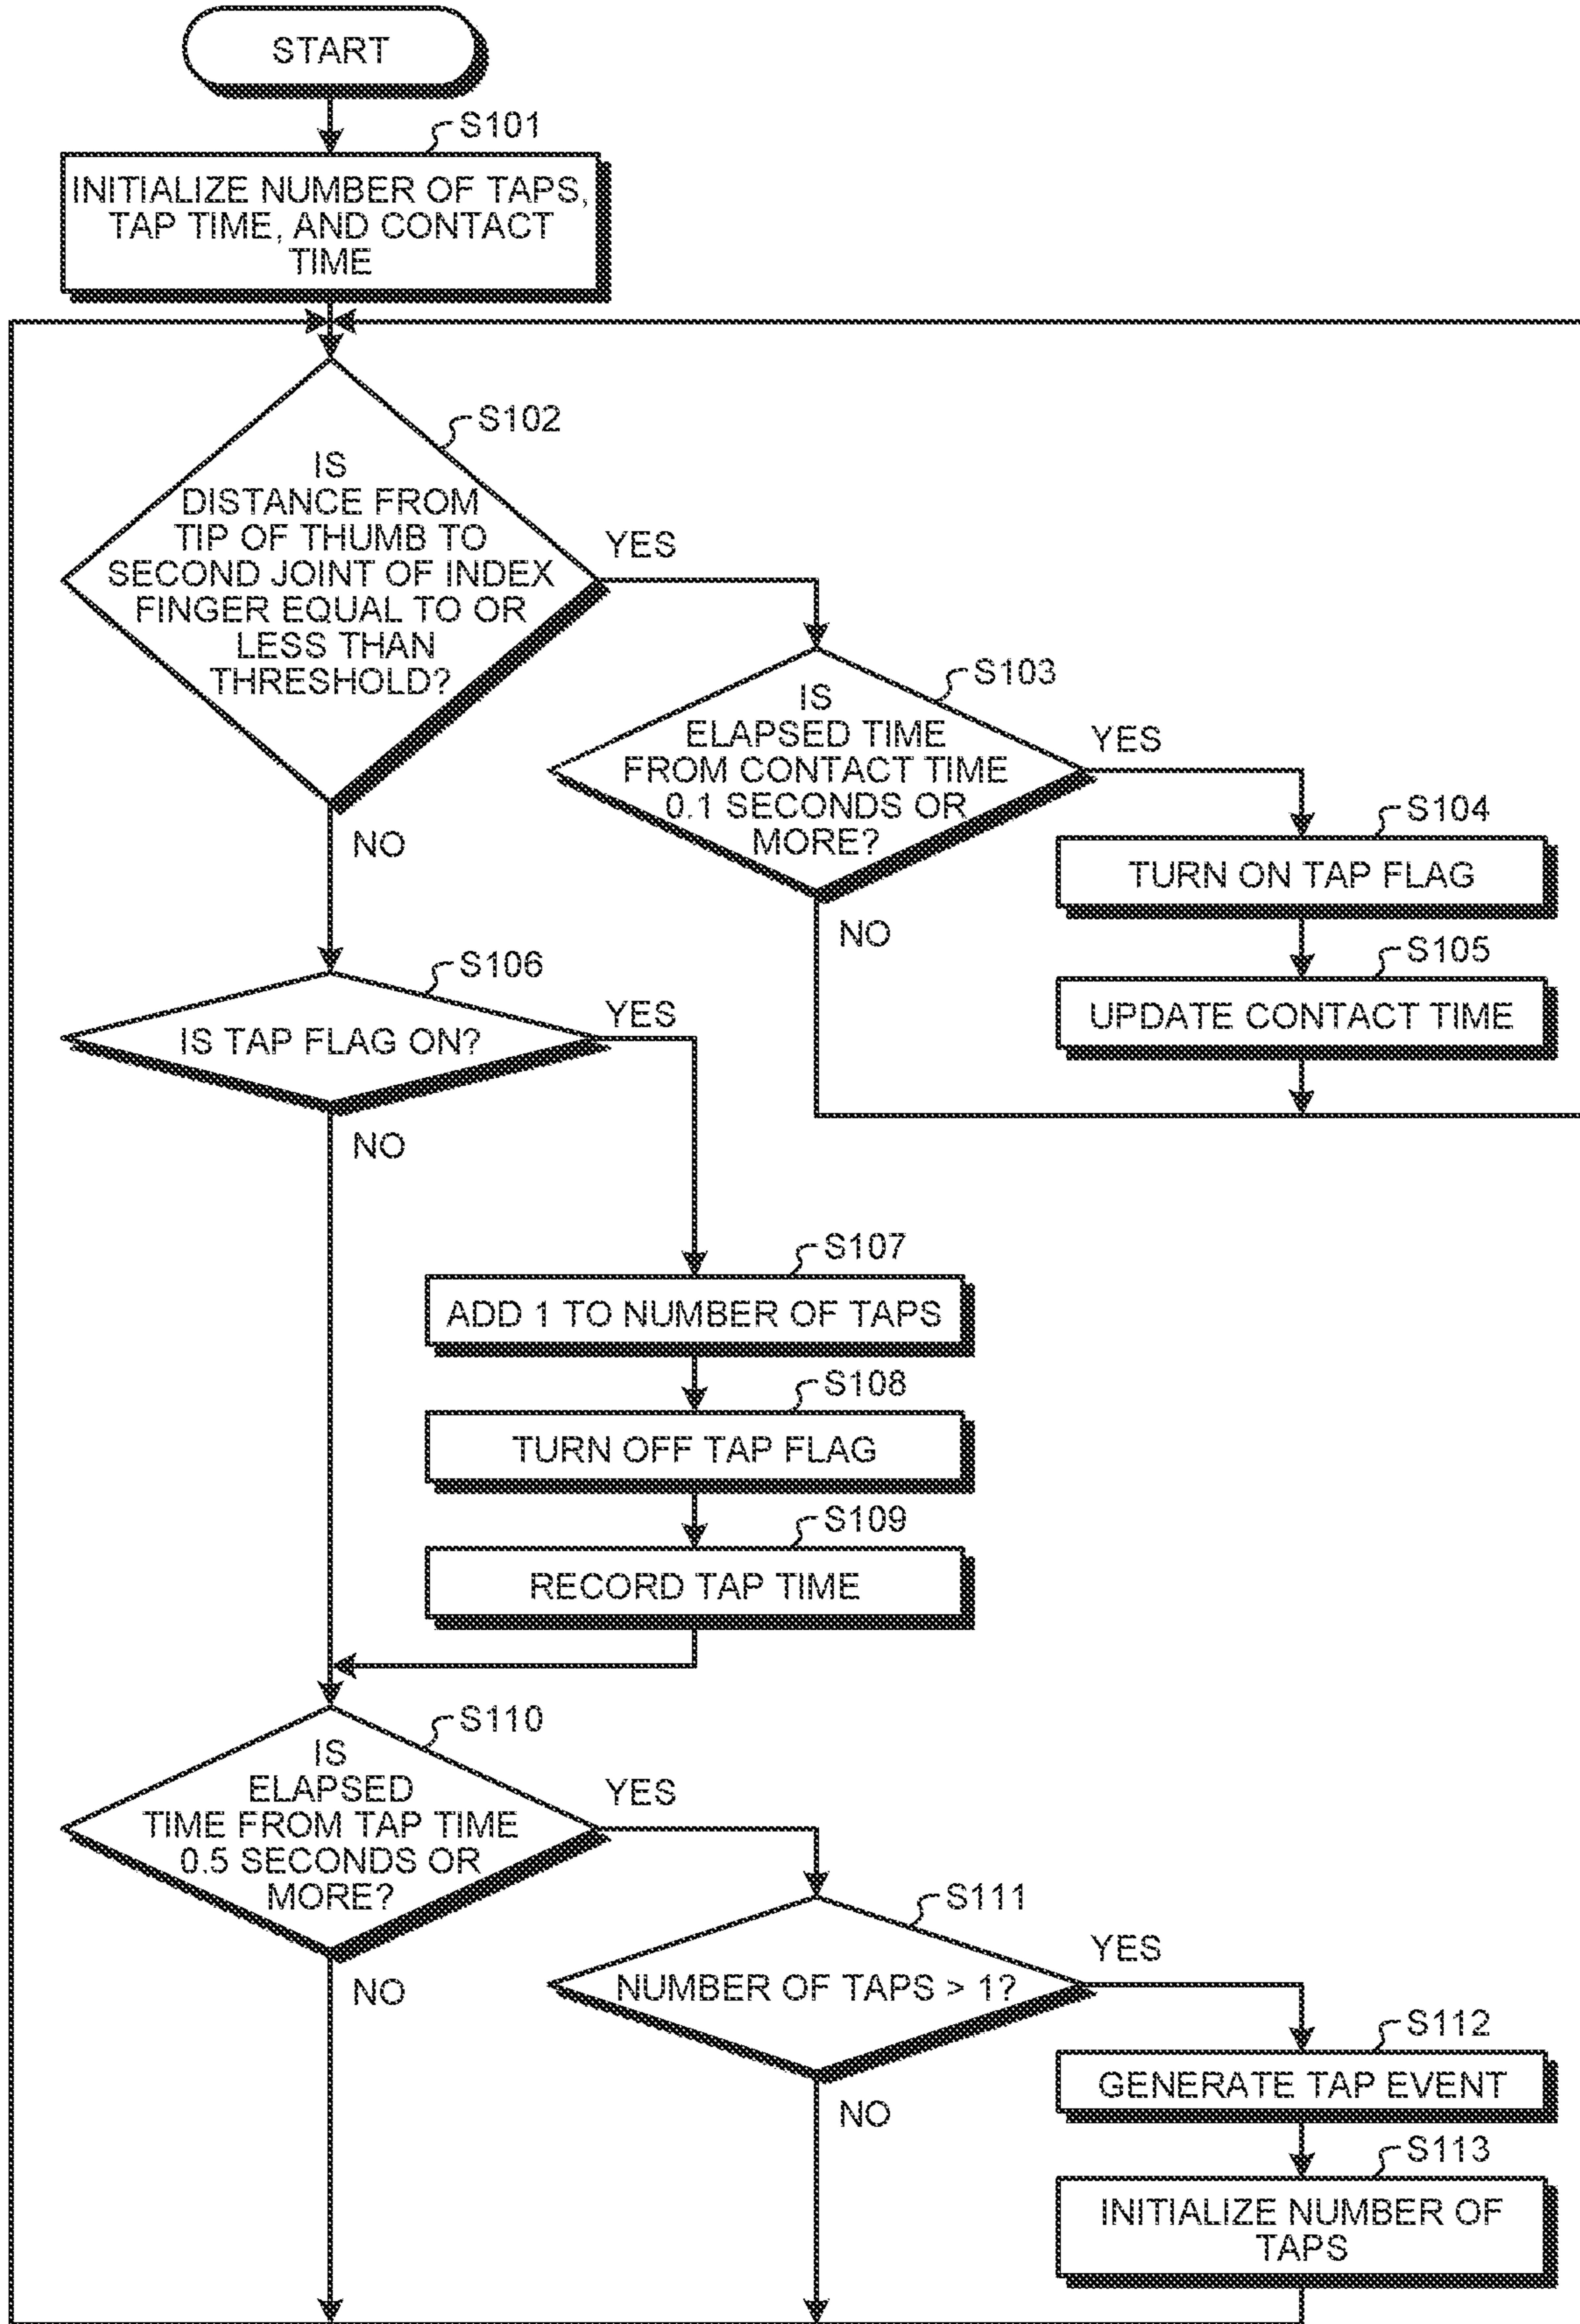 START
S101
INITIALIZE NUMBER OF TAPS,
TAP TIME, AND CONTACT
TIME
S102
IS
DISTANCE FROM
TIP OF THUMB TO
SECOND JOINT OF INDEX
FINGER EQUAL TO OR
LESS THAN
THRESHOLD?
YES
NO
S103
IS
ELAPSED TIME
FROM CONTACT TIME
0.1 SECONDS OR
MORE?
YES
NO
S104
TURN ON TAP FLAG
S105
UPDATE CONTACT TIME
S106
IS TAP FLAG ON?
YES
NO
S107
ADD 1 TO NUMBER OF TAPS
S108
TURN OFF TAP FLAG
S109
RECORD TAP TIME
S110
IS
ELAPSED
TIME FROM TAP TIME
0.5 SECONDS OR
MORE?
YES
NO
S111
NUMBER OF TAPS > 1?
YES
NO
S112
GENERATE TAP EVENT
S113
INITIALIZE NUMBER OF
TAPS